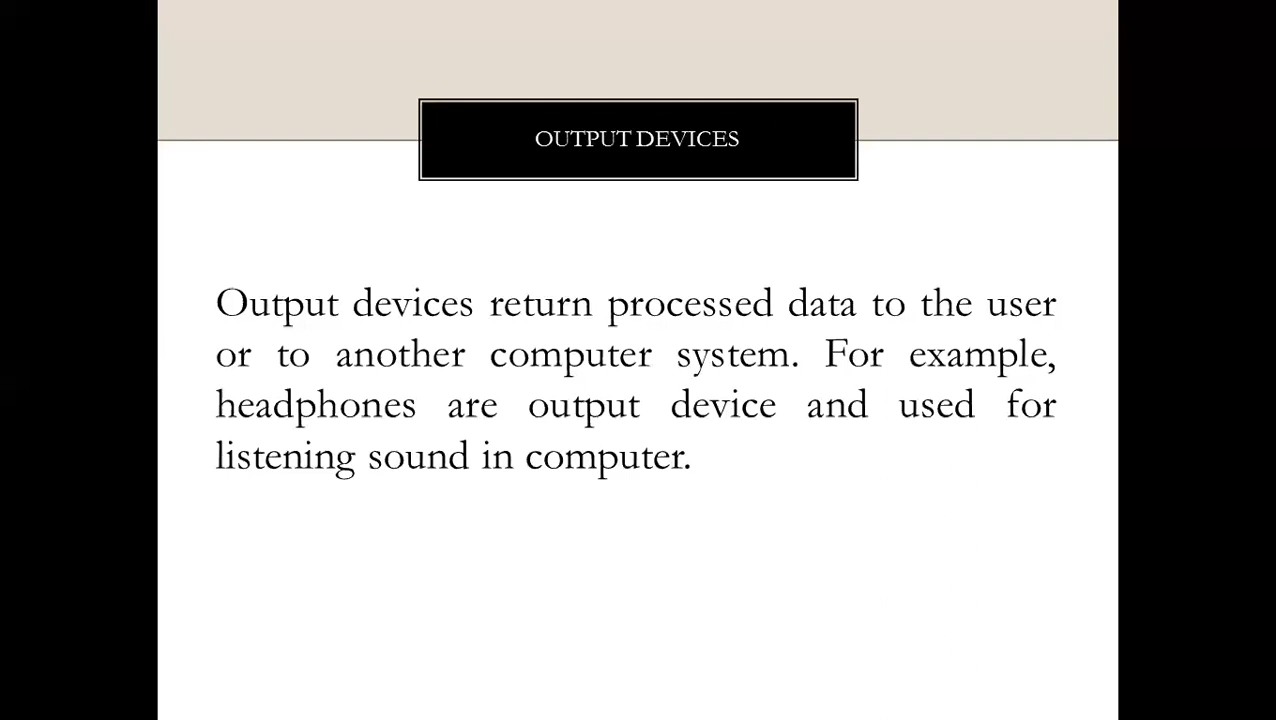 OUTPUT DEVICES
Output devices return processed data to the user
or to another computer system. For example,
headphones are output device and used for
listening sound in computer.